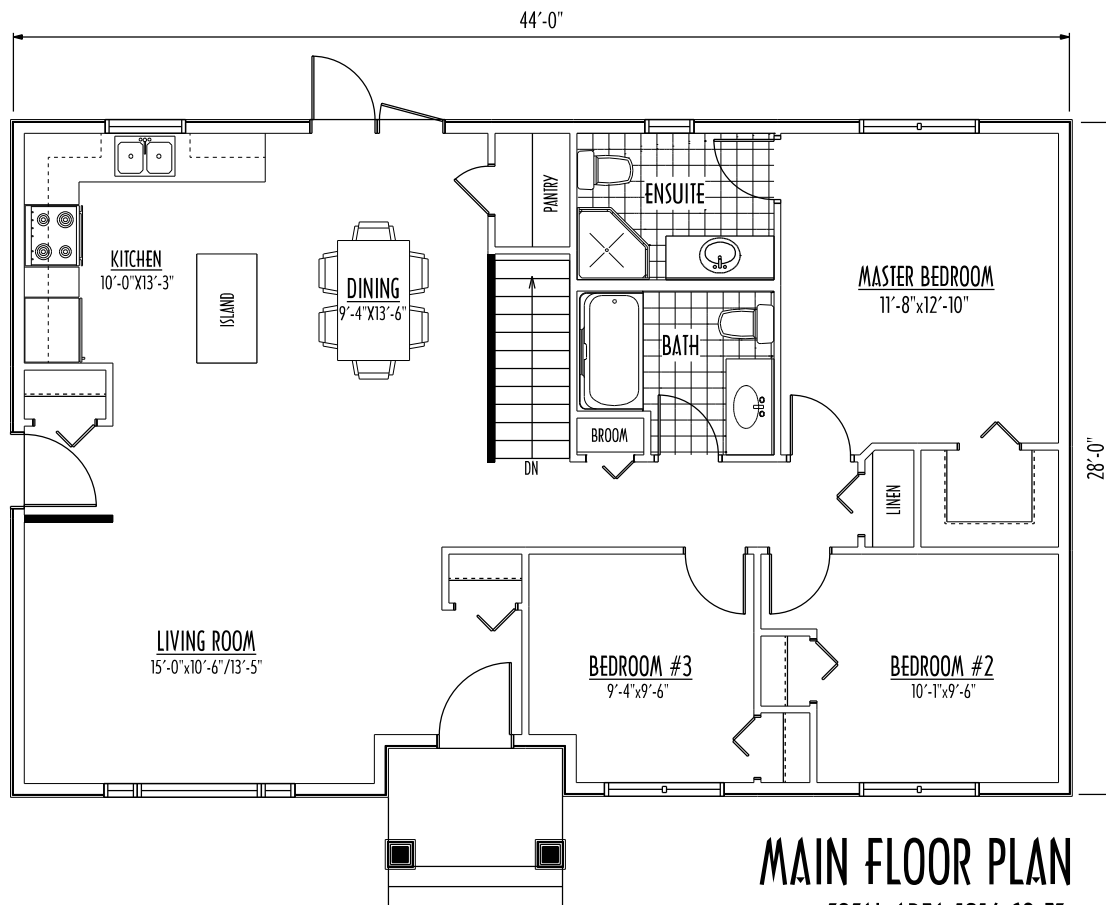 44'-0"
PANTRY
ENSUITE
KITCHEN
10'-0"X13'-3"
ISLAND
DINING
9'-4"X13'-6"
MASTER BEDROOM
11'-8"x12'-10"
BATH
BROOM
DN
28'-0"
LINEN
LIVING ROOM
15'-0"x10'-6"/13'-5"
BEDROOM #3
9'-4"x9'-6"
BEDROOM #2
10'-1"x9'-6"
MAIN FLOOR PLAN